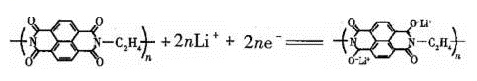 O O O O⁻Li⁺
N N-C₂H₄ n +2nLi⁺ + 2ne⁻ ═══ N N-C₂H₄ n
O O O⁻Li⁺ O